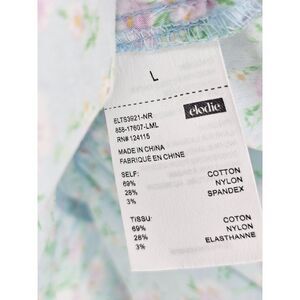 L
ELTS3921-NR
858-17607-LML
RN# 124115
elodie
MADE IN CHINA
FABRIQUÉ EN CHINE
SELF:
69% COTTON
28% NYLON
3% SPANDEX
TISSU:
69% COTON
28% NYLON
3% ELASTHANNE